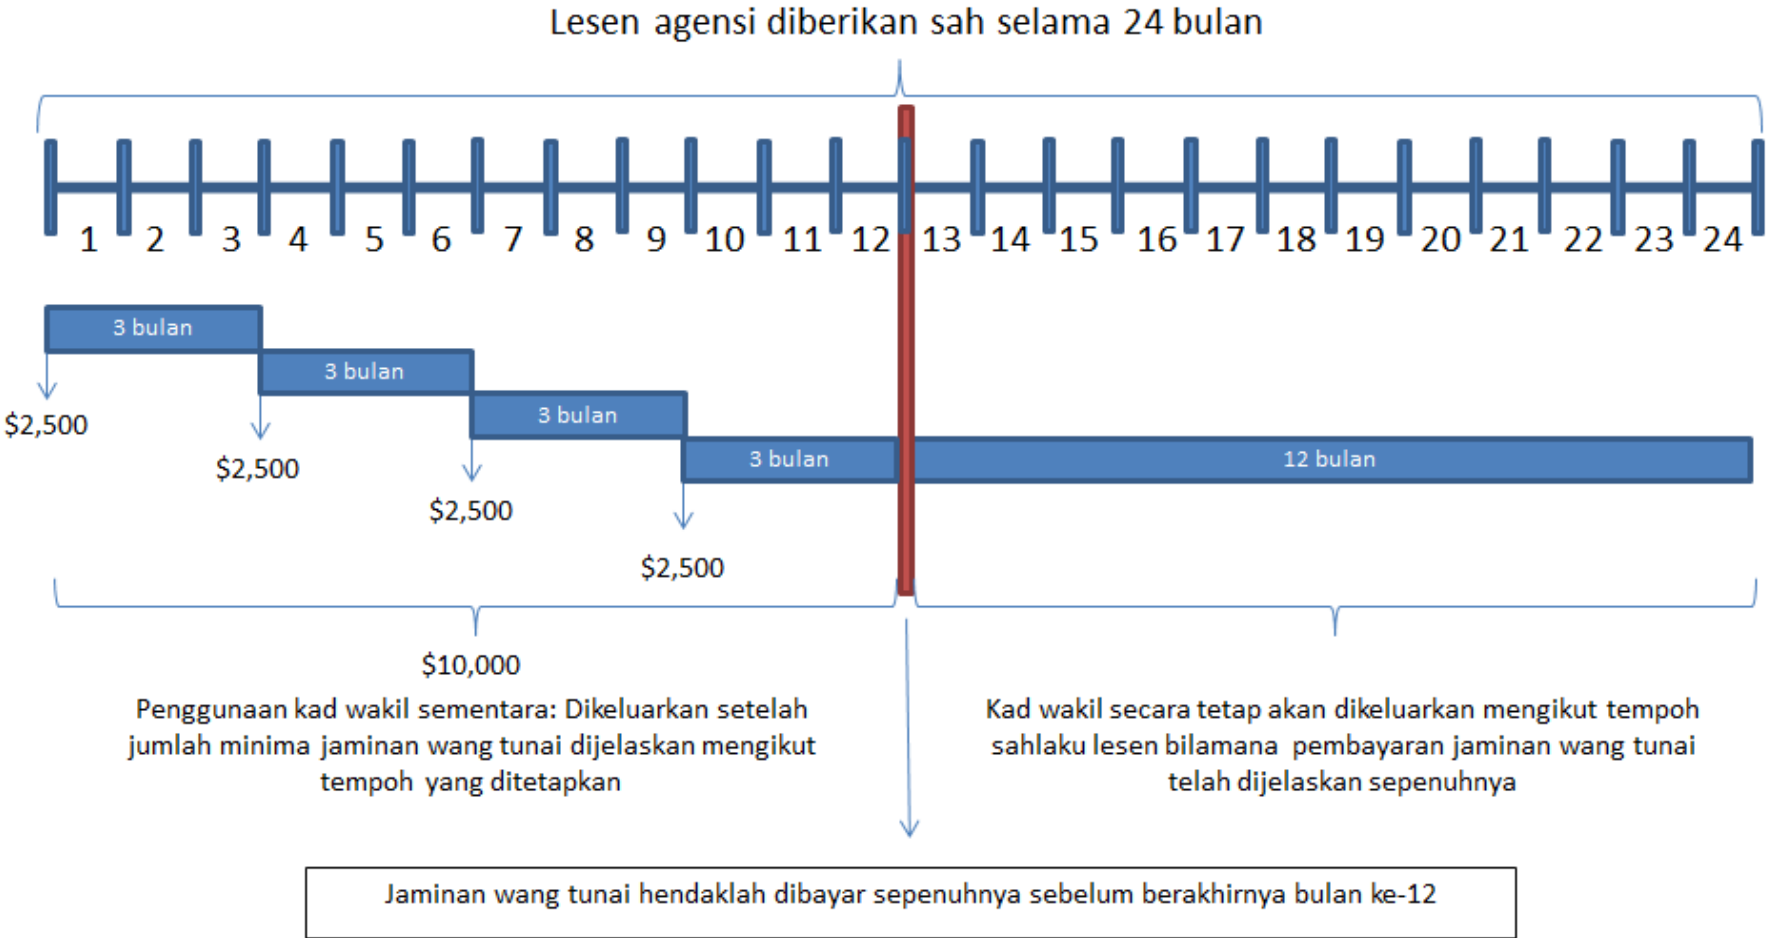 Lesen agensi diberikan sah selama 24 bulan
1 2 3 4 5 6 7 8 9 10 11 12 13 14 15 16 17 18 19 20 21 22 23 24
3 bulan
$2,500
3 bulan
$2,500
3 bulan
$2,500
3 bulan
$2,500
12 bulan
$10,000
Penggunaan kad wakil sementara: Dikeluarkan setelah
jumlah minima jaminan wang tunai dijelaskan mengikut
tempoh yang ditetapkan
Kad wakil secara tetap akan dikeluarkan mengikut tempoh
sahlaku lesen bilamana pembayaran jaminan wang tunai
telah dijelaskan sepenuhnya
Jaminan wang tunai hendaklah dibayar sepenuhnya sebelum berakhirnya bulan ke-12